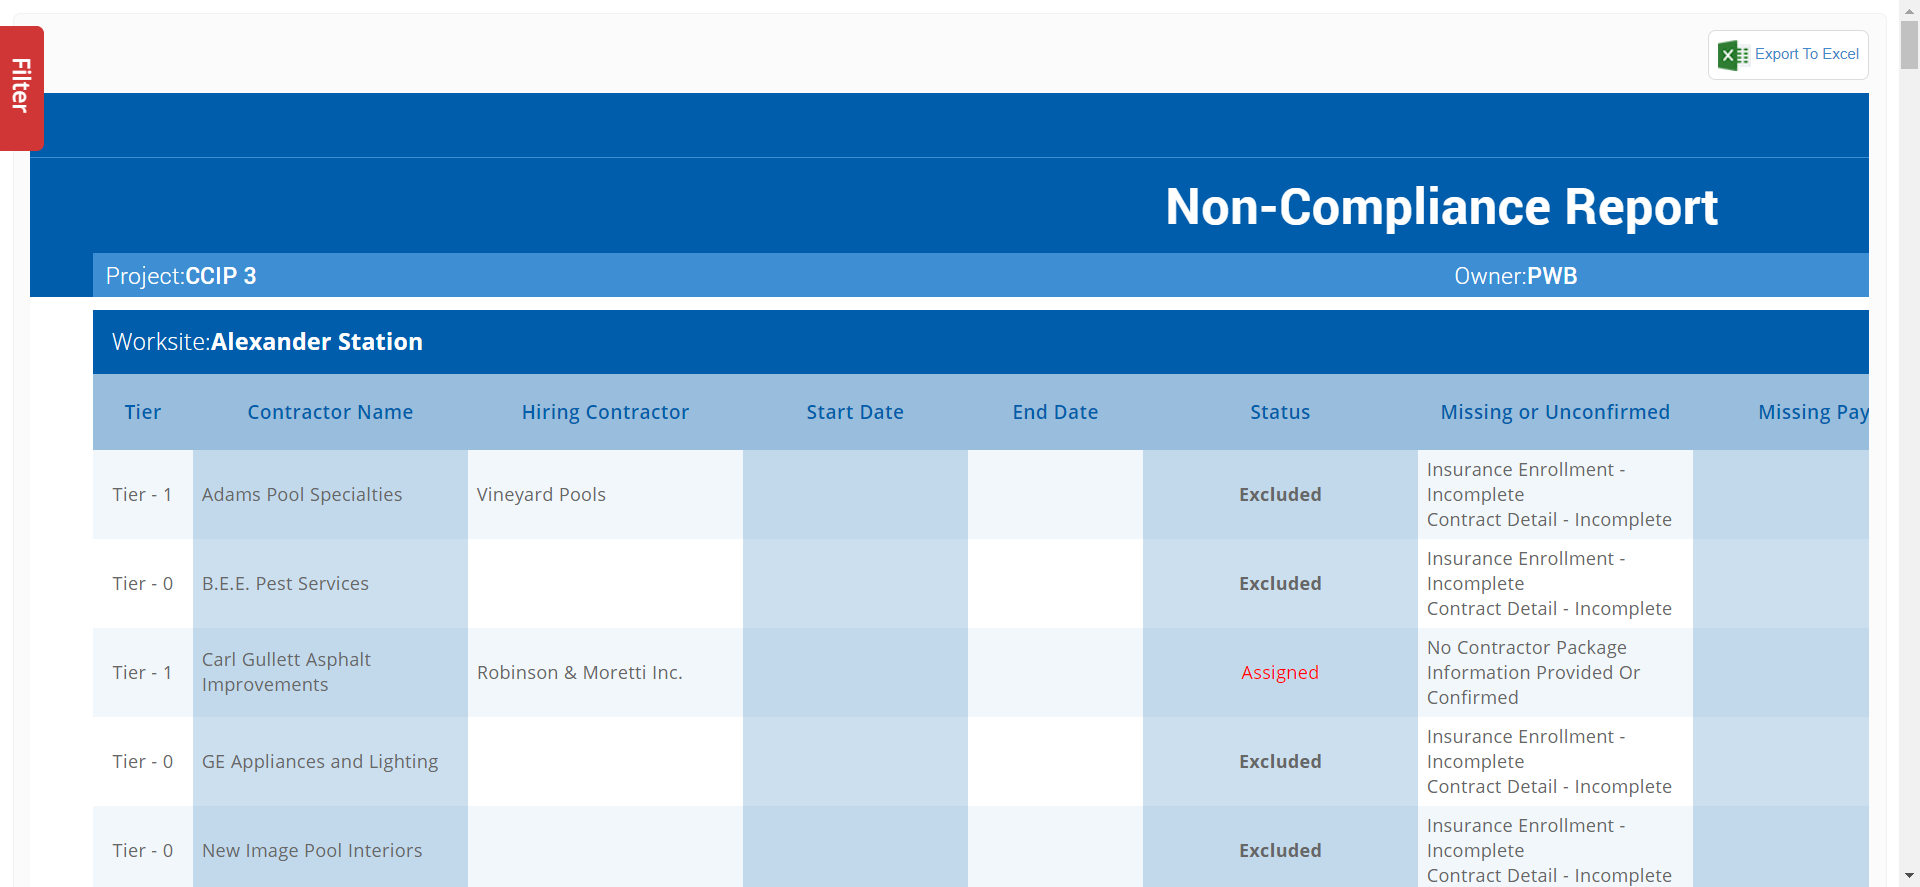 Filter
Export To Excel
Non-Compliance Report
Project:CCIP 3
Owner:PWB
Worksite:Alexander Station
Tier
Contractor Name
Hiring Contractor
Start Date
End Date
Status
Missing or Unconfirmed
Missing Pay
Tier - 1
Adams Pool Specialties
Vineyard Pools
Excluded
Insurance Enrollment -
Incomplete
Contract Detail - Incomplete
Tier - 0
B.E.E. Pest Services
Excluded
Insurance Enrollment -
Incomplete
Contract Detail - Incomplete
Tier - 1
Carl Gullett Asphalt
Improvements
Robinson & Moretti Inc.
Assigned
No Contractor Package
Information Provided Or
Confirmed
Tier - 0
GE Appliances and Lighting
Excluded
Insurance Enrollment -
Incomplete
Contract Detail - Incomplete
Tier - 0
New Image Pool Interiors
Excluded
Insurance Enrollment -
Incomplete
Contract Detail - Incomplete